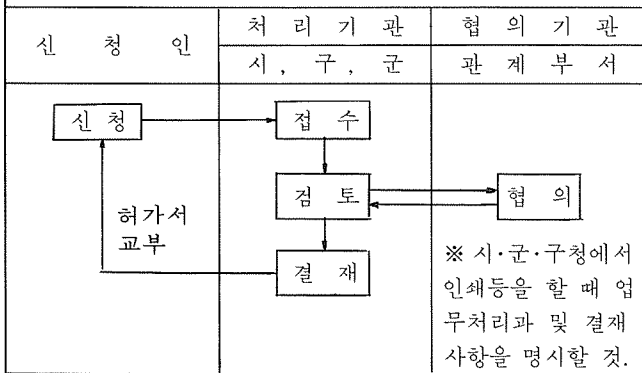 신 청 인
처 리 기 관
협 의 기 관
시 , 구 , 군
관 계 부 서
신 청
접 수
검 토
협 의
허가서
교부
결 재
※ 시·군·구청에서
인쇄등을 할 때 업
무처리과 및 결재
사항을 명시할 것.